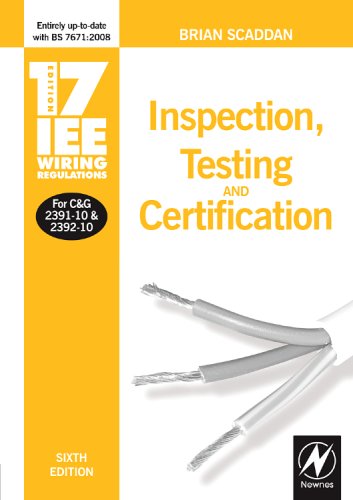 Entirely up-to-date
with BS 7671:2008
BRIAN SCADDAN
17
EDITION
IEE
WIRING
REGULATIONS
For C&G
2391-10 &
2392-10
Inspection,
Testing
AND
Certification
SIXTH
EDITION
Newnes